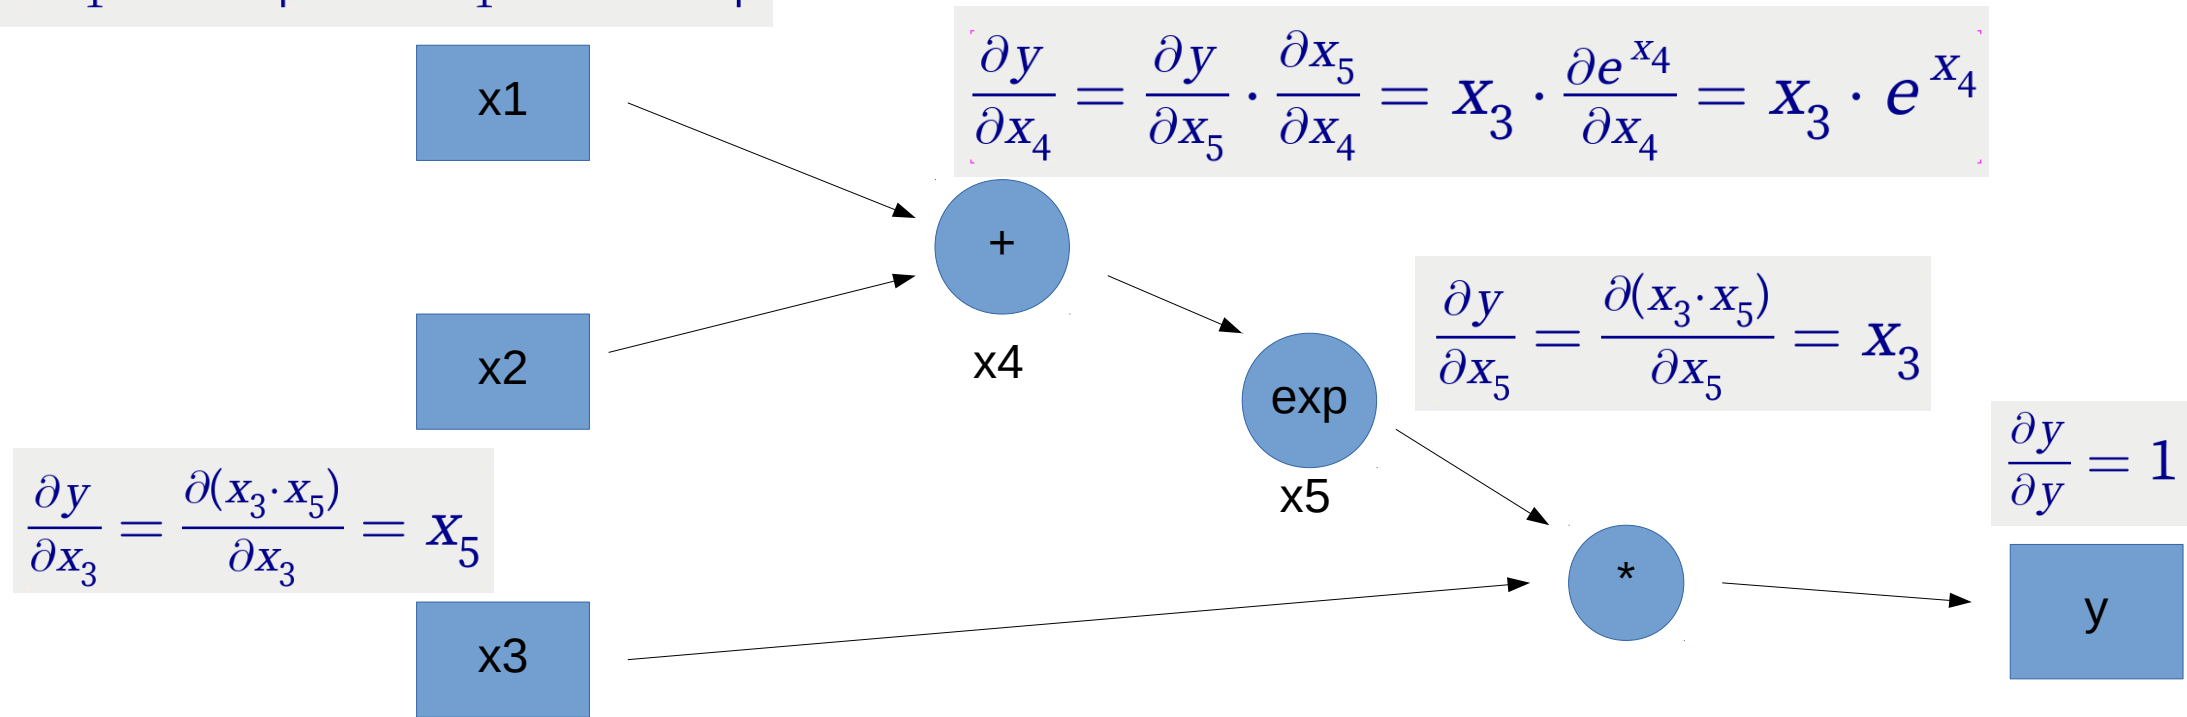 x1
∂y/∂x₄ = ∂y/∂x₅ · ∂x₅/∂x₄ = x₃ · ∂e^x₄/∂x₄ = x₃ · e^x₄
+
x4
x2
exp
x5
∂y/∂x₅ = ∂(x₃·x₅)/∂x₅ = x₃
∂y/∂y = 1
∂y/∂x₃ = ∂(x₃·x₅)/∂x₃ = x₅
*
y
x3